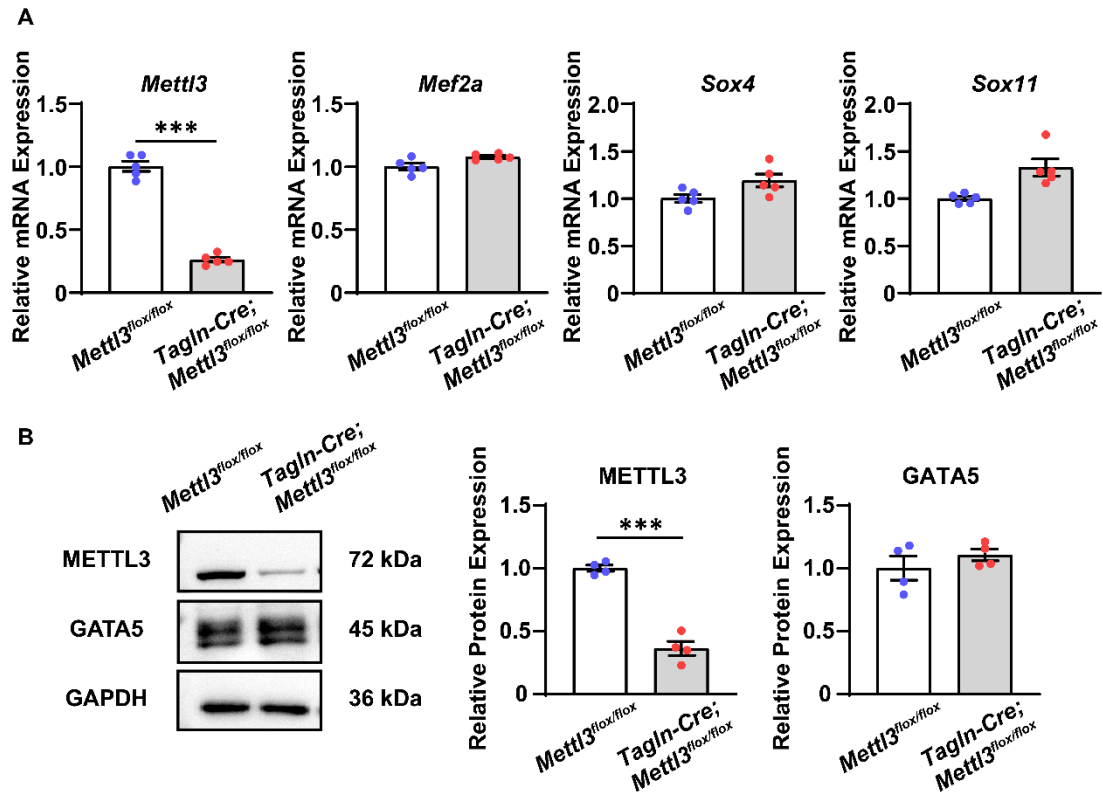 A
Mettl3
Relative mRNA Expression
1.5
1.0
0.5
0
***
Mettl3flox/flox
Tagln-Cre;
Mettl3flox/flox
Mef2a
Relative mRNA Expression
1.5
1.0
0.5
0
Mettl3flox/flox
Tagln-Cre;
Mettl3flox/flox
Sox4
Relative mRNA Expression
2.0
1.5
1.0
0.5
0
Mettl3flox/flox
Tagln-Cre;
Mettl3flox/flox
Sox11
Relative mRNA Expression
2.0
1.5
1.0
0.5
0
Mettl3flox/flox
Tagln-Cre;
Mettl3flox/flox
B
Mettl3flox/flox
Tagln-Cre;
Mettl3flox/flox
METTL3
72 kDa
GATA5
45 kDa
GAPDH
36 kDa
METTL3
Relative Protein Expression
1.5
1.0
0.5
0
***
Mettl3flox/flox
Tagln-Cre;
Mettl3flox/flox
GATA5
Relative Protein Expression
1.5
1.0
0.5
0
Mettl3flox/flox
Tagln-Cre;
Mettl3flox/flox